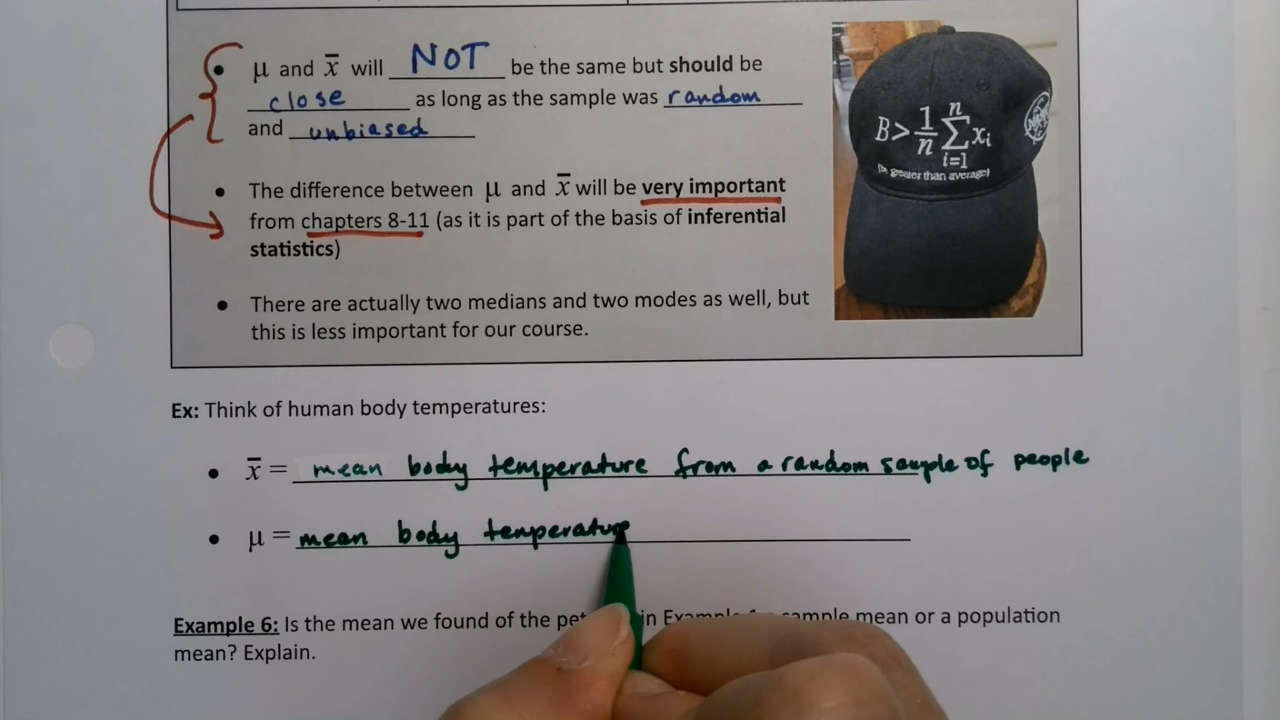 • μ and x̄ will NOT be the same but should be
close as long as the sample was random
and unbiased
• The difference between μ and x̄ will be very important
from chapters 8-11 (as it is part of the basis of inferential
statistics)
• There are actually two medians and two modes as well, but
this is less important for our course.
B > 1/n n∑i=1 xi
(Be greater than average)
Ex: Think of human body temperatures:
• x̄ = mean body temperature from a random sample of people
• μ = mean body temperature
Example 6: Is the mean we found of the in sample mean or a population
mean? Explain.